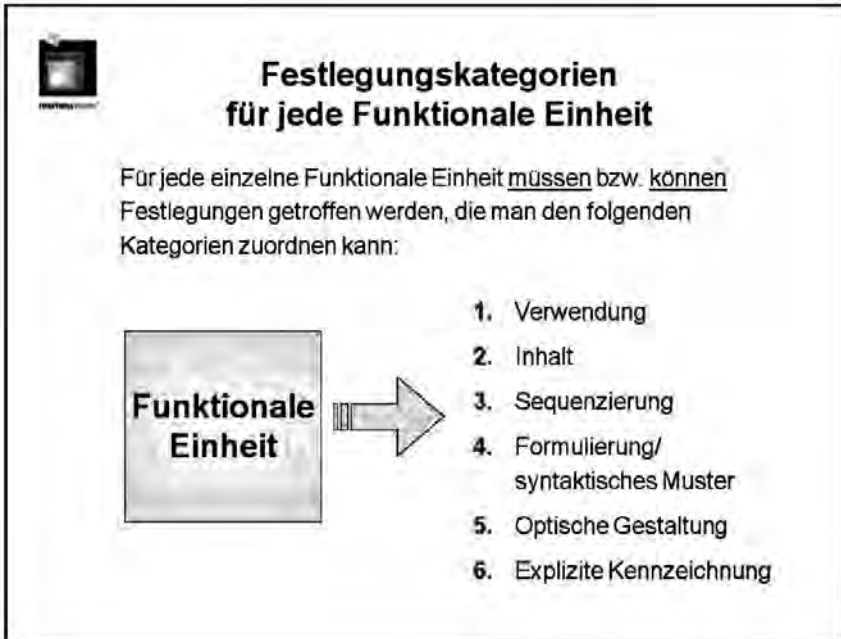 Festlegungskategorien
für jede Funktionale Einheit
Für jede einzelne Funktionale Einheit müssen bzw. können
Festlegungen getroffen werden, die man den folgenden
Kategorien zuordnen kann:
Funktionale
Einheit
1. Verwendung
2. Inhalt
3. Sequenzierung
4. Formulierung/
syntaktisches Muster
5. Optische Gestaltung
6. Explizite Kennzeichnung